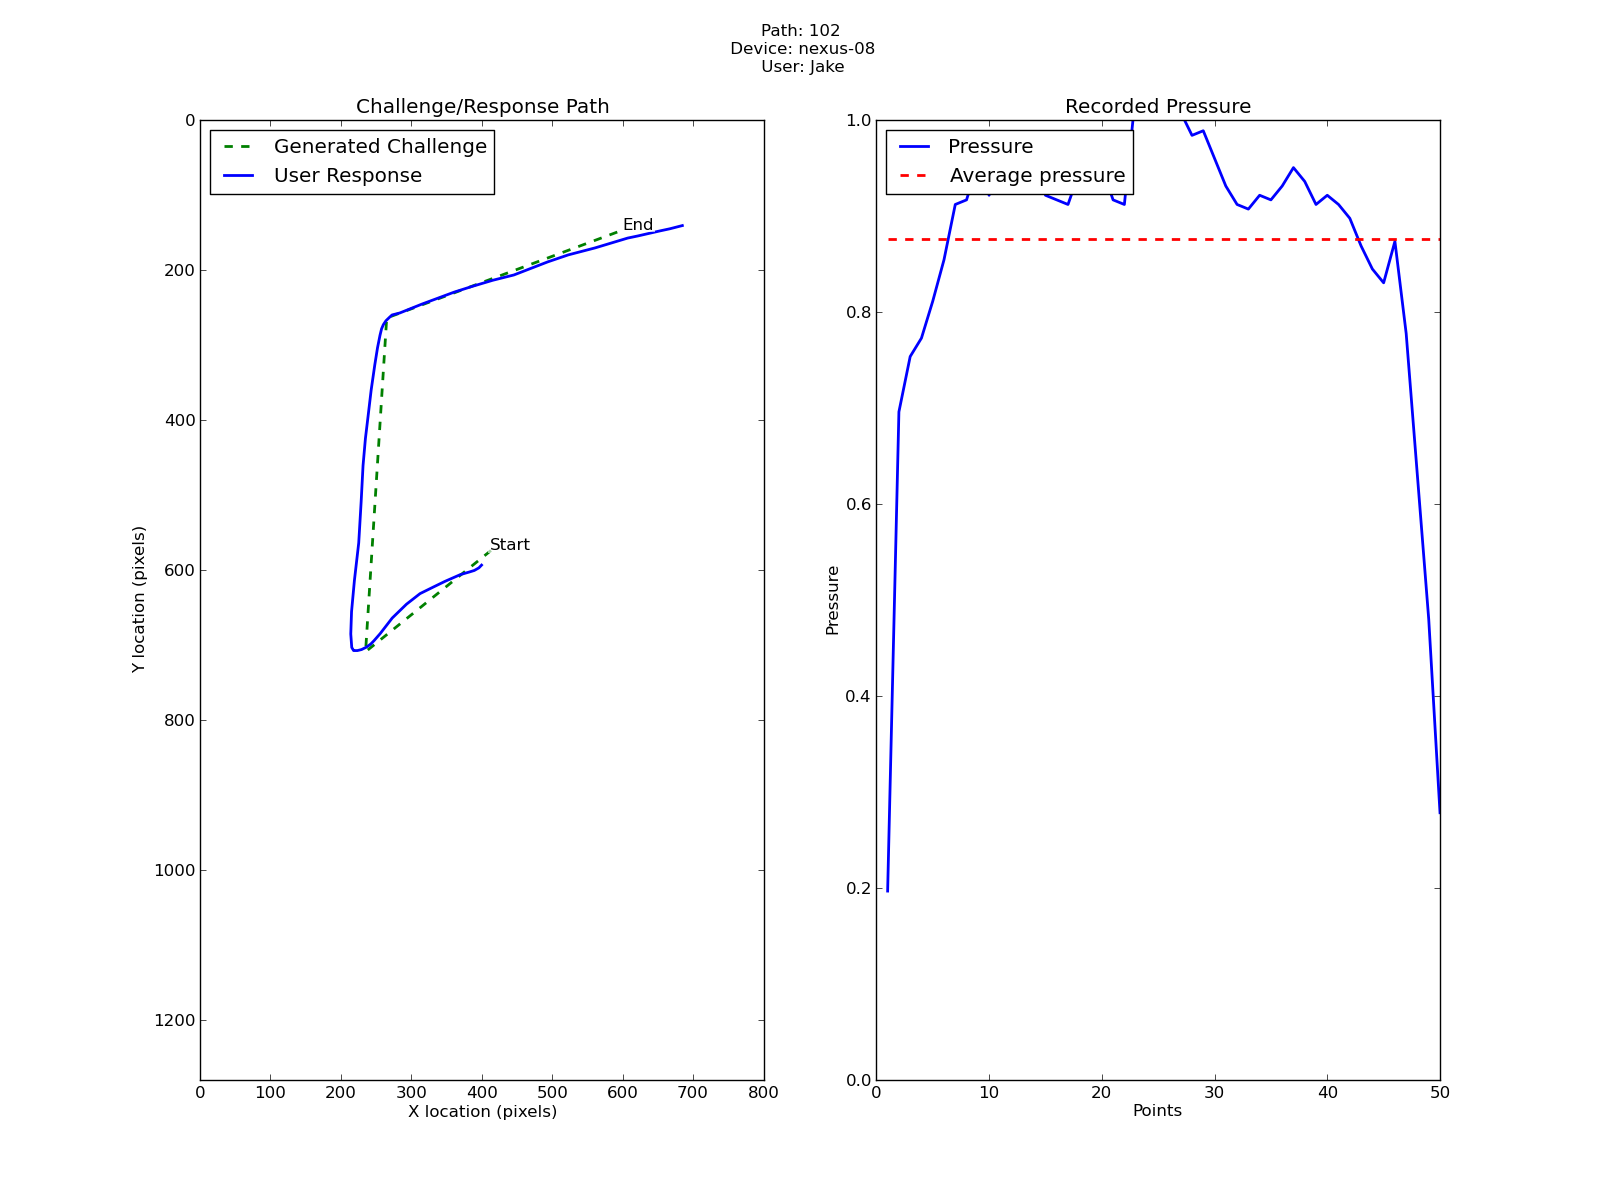 Path: 102
Device: nexus-08
User: Jake
Challenge/Response Path
Generated Challenge
User Response
End
Start
0
200
400
600
800
1000
1200
Y location (pixels)
0 100 200 300 400 500 600 700 800
X location (pixels)
Recorded Pressure
Pressure
Average pressure
1.0
0.8
0.6
0.4
0.2
0.0
Pressure
0 10 20 30 40 50
Points